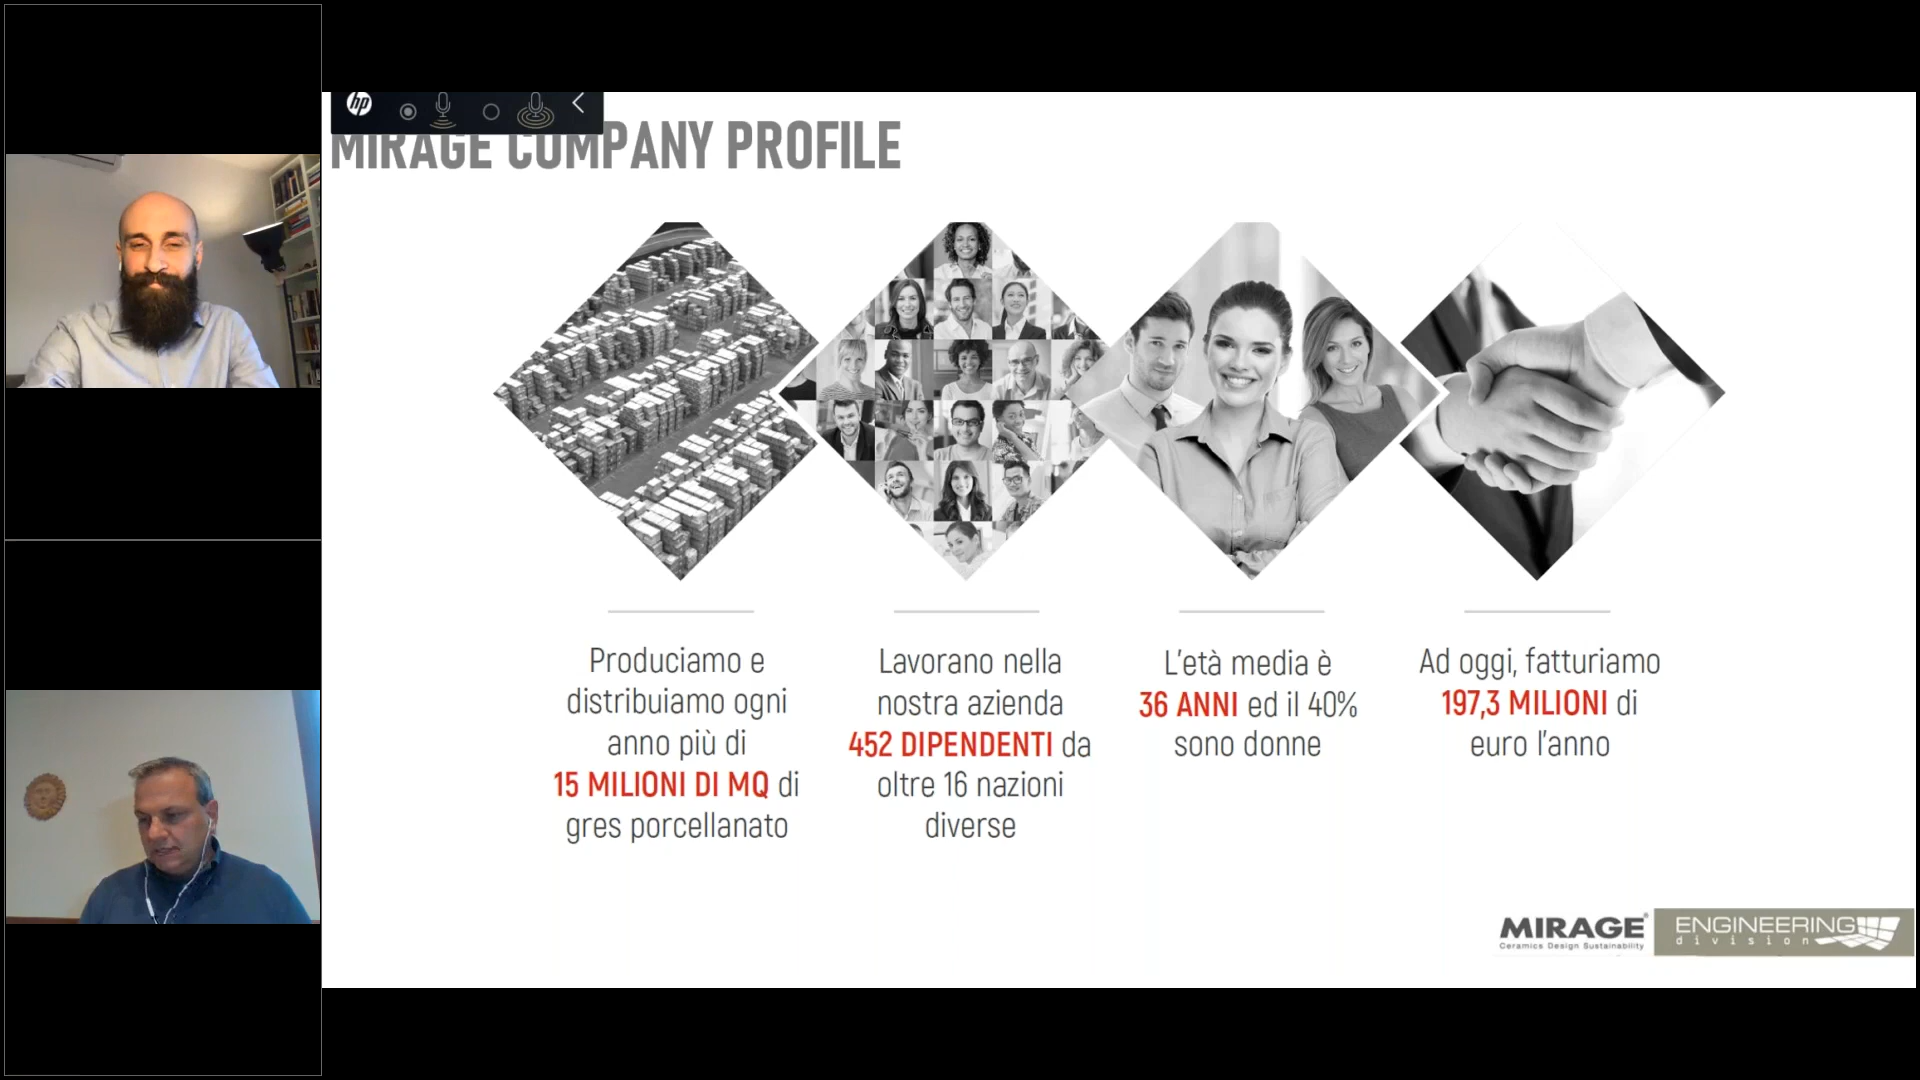 hp
MIRAGE COMPANY PROFILE
Produciamo e
distribuiamo ogni
anno più di
15 MILIONI DI MQ di
gres porcellanato
Lavorano nella
nostra azienda
452 DIPENDENTI da
oltre 16 nazioni
diverse
L'età media è
36 ANNI ed il 40%
sono donne
Ad oggi, fatturiamo
197,3 MILIONI di
euro l'anno
MIRAGE®
Ceramics Design Sustainability
ENGINEERING
division